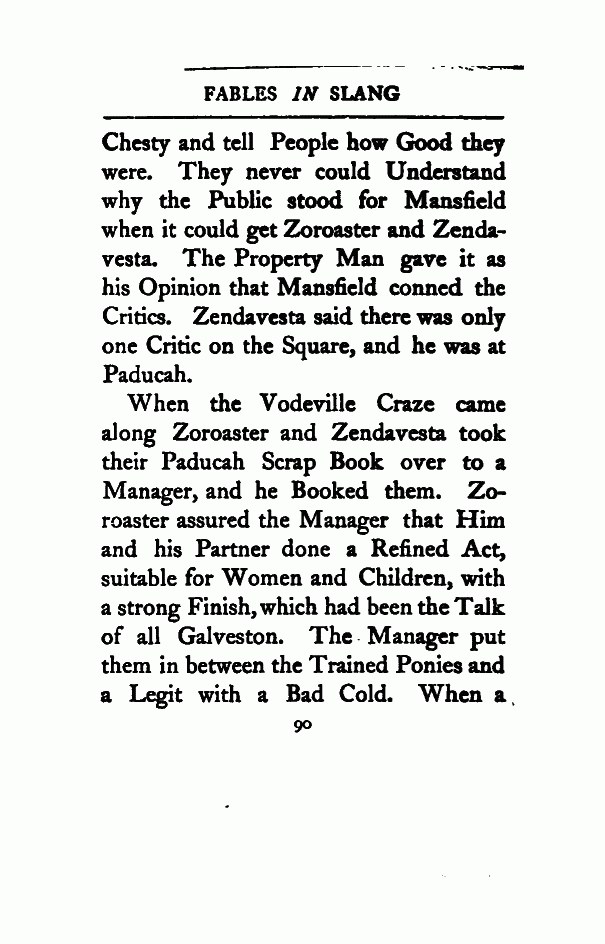 FABLES IN SLANG
Chesty and tell People how Good they
were. They never could Understand
why the Public stood for Mansfield
when it could get Zoroaster and Zenda-
vesta. The Property Man gave it as
his Opinion that Mansfield conned the
Critics. Zendavesta said there was only
one Critic on the Square, and he was at
Paducah.
When the Vodeville Craze came
along Zoroaster and Zendavesta took
their Paducah Scrap Book over to a
Manager, and he Booked them. Zo-
roaster assured the Manager that Him
and his Partner done a Refined Act,
suitable for Women and Children, with
a strong Finish, which had been the Talk
of all Galveston. The Manager put
them in between the Trained Ponies and
a Legit with a Bad Cold. When a
90